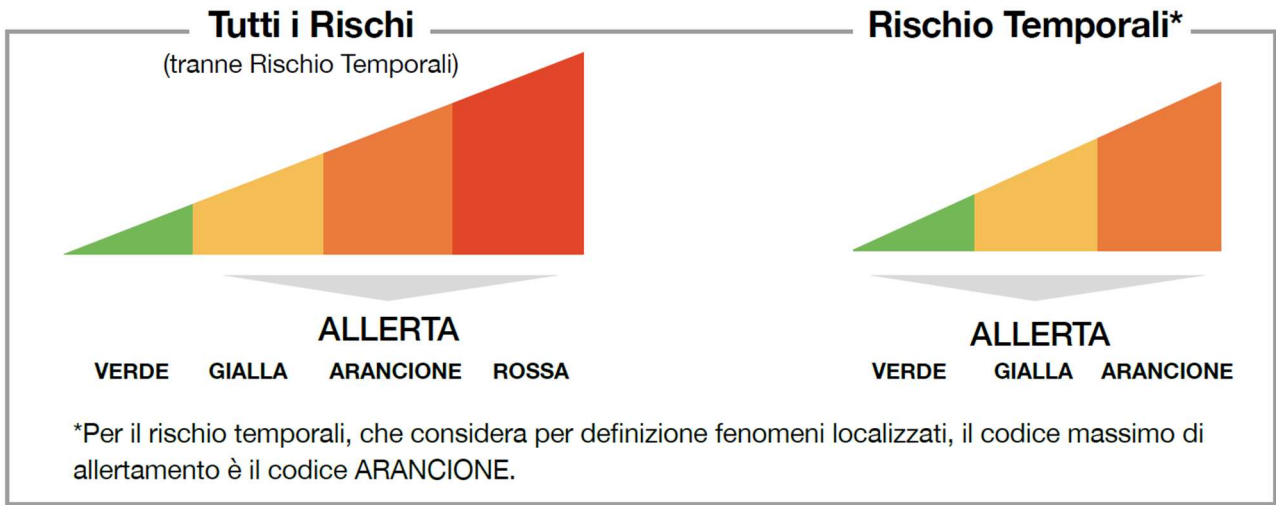 Tutti i Rischi
(tranne Rischio Temporali)
ALLERTA
VERDE GIALLA ARANCIONE ROSSA
Rischio Temporali*
ALLERTA
VERDE GIALLA ARANCIONE
*Per il rischio temporali, che considera per definizione fenomeni localizzati, il codice massimo di
allertamento è il codice ARANCIONE.